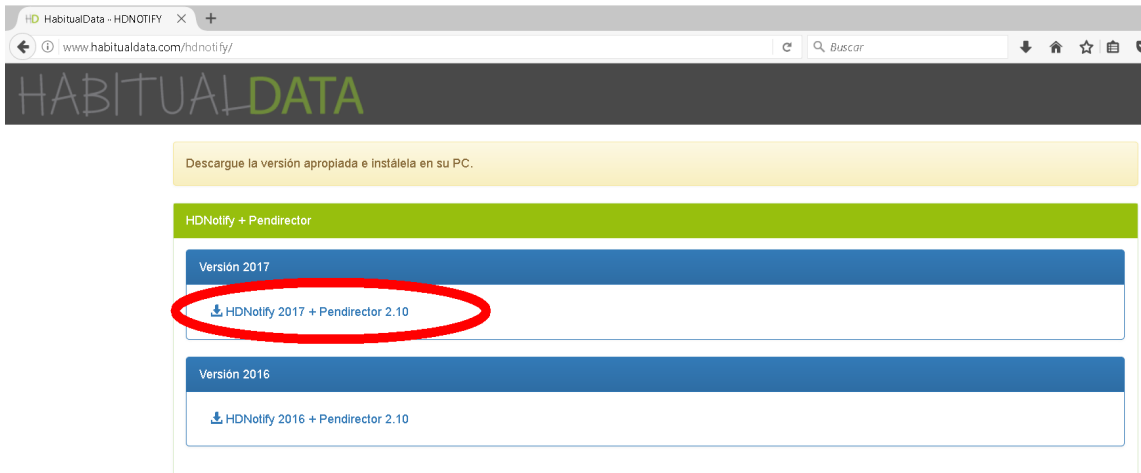 HD HabitualData - HDNOTIFY
www.habitualdata.com/hdnotify/
Buscar
HABITUALDATA
Descargue la versión apropiada e instálela en su PC.
HDNotify + Pendirector
Versión 2017
HDNotify 2017 + Pendirector 2.10
Versión 2016
HDNotify 2016 + Pendirector 2.10